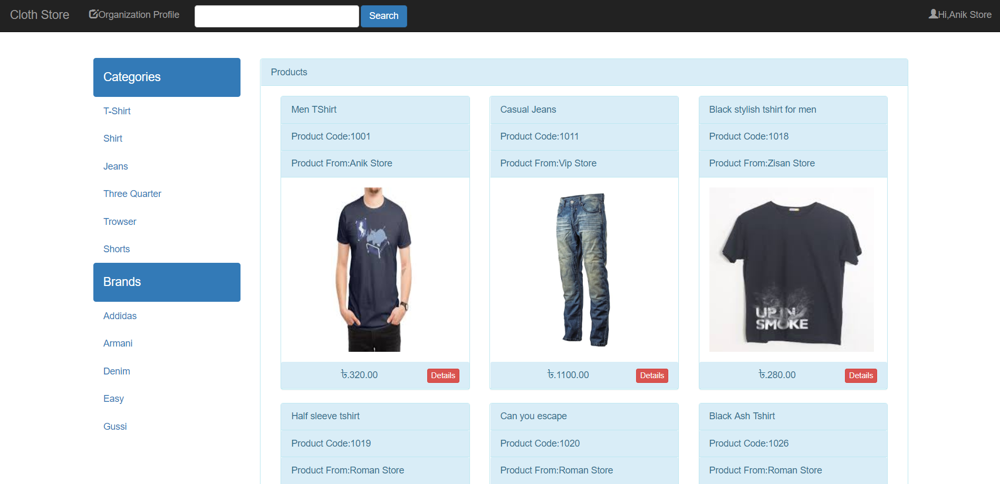 Cloth Store
Organization Profile
Search
Hi,Anik Store
Categories
T-Shirt
Shirt
Jeans
Three Quarter
Trowser
Shorts
Brands
Addidas
Armani
Denim
Easy
Gussi
Products
Men TShirt
Product Code:1001
Product From:Anik Store
৳.320.00
Details
Casual Jeans
Product Code:1011
Product From:Vip Store
৳.1100.00
Details
Black stylish tshirt for men
Product Code:1018
Product From:Zisan Store
UP IN
SMOKE
৳.280.00
Details
Half sleeve tshirt
Product Code:1019
Product From:Roman Store
Can you escape
Product Code:1020
Product From:Roman Store
Black Ash Tshirt
Product Code:1026
Product From:Roman Store